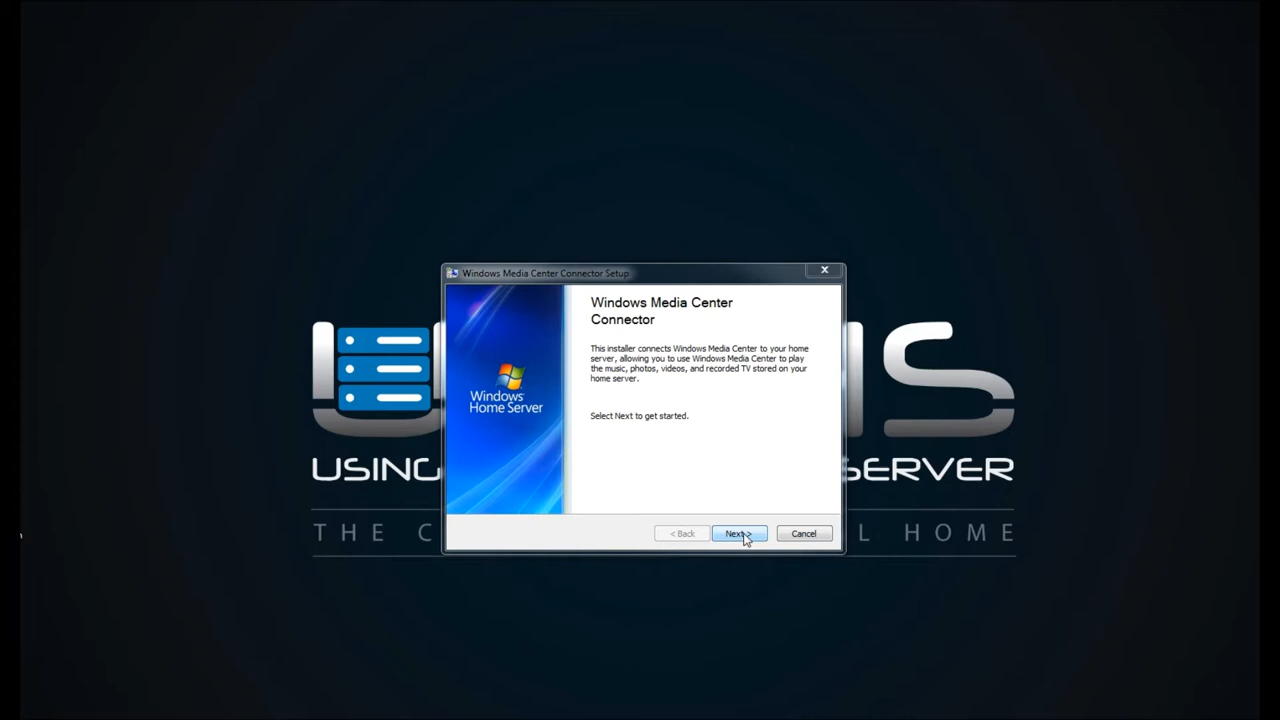 Windows Media Center Connector Setup
Windows Media Center
Connector
This installer connects Windows Media Center to your home
server, allowing you to use Windows Media Center to play
the music, photos, videos, and recorded TV stored on your
home server.
Windows
Home Server
Select Next to get started.
USING SERVER
THE C L HOME
< Back Next > Cancel